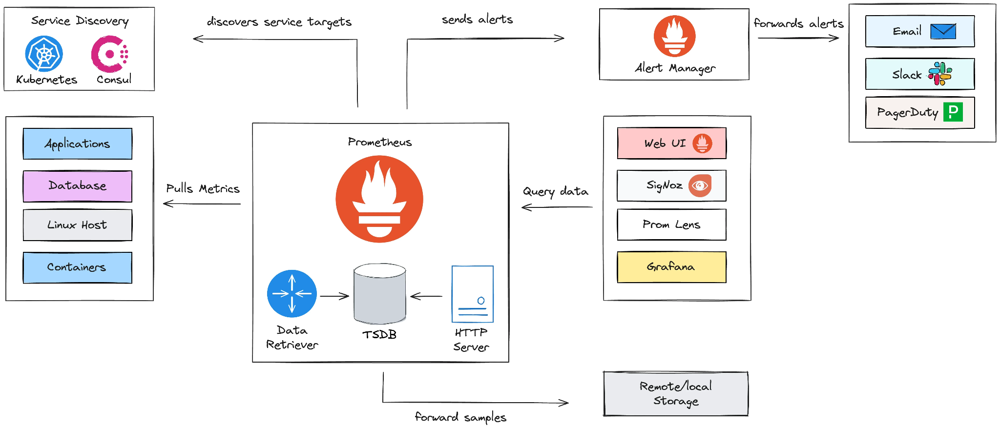 Service Discovery
Kubernetes
Consul
discovers service targets
sends alerts
Alert Manager
forwards alerts
Email
Slack
PagerDuty
P
Applications
Database
Linux Host
Containers
Pulls Metrics
Prometheus
Data
Retriever
TSDB
HTTP
Server
Query data
Web UI
SigNoz
Prom Lens
Grafana
forward samples
Remote/local
Storage